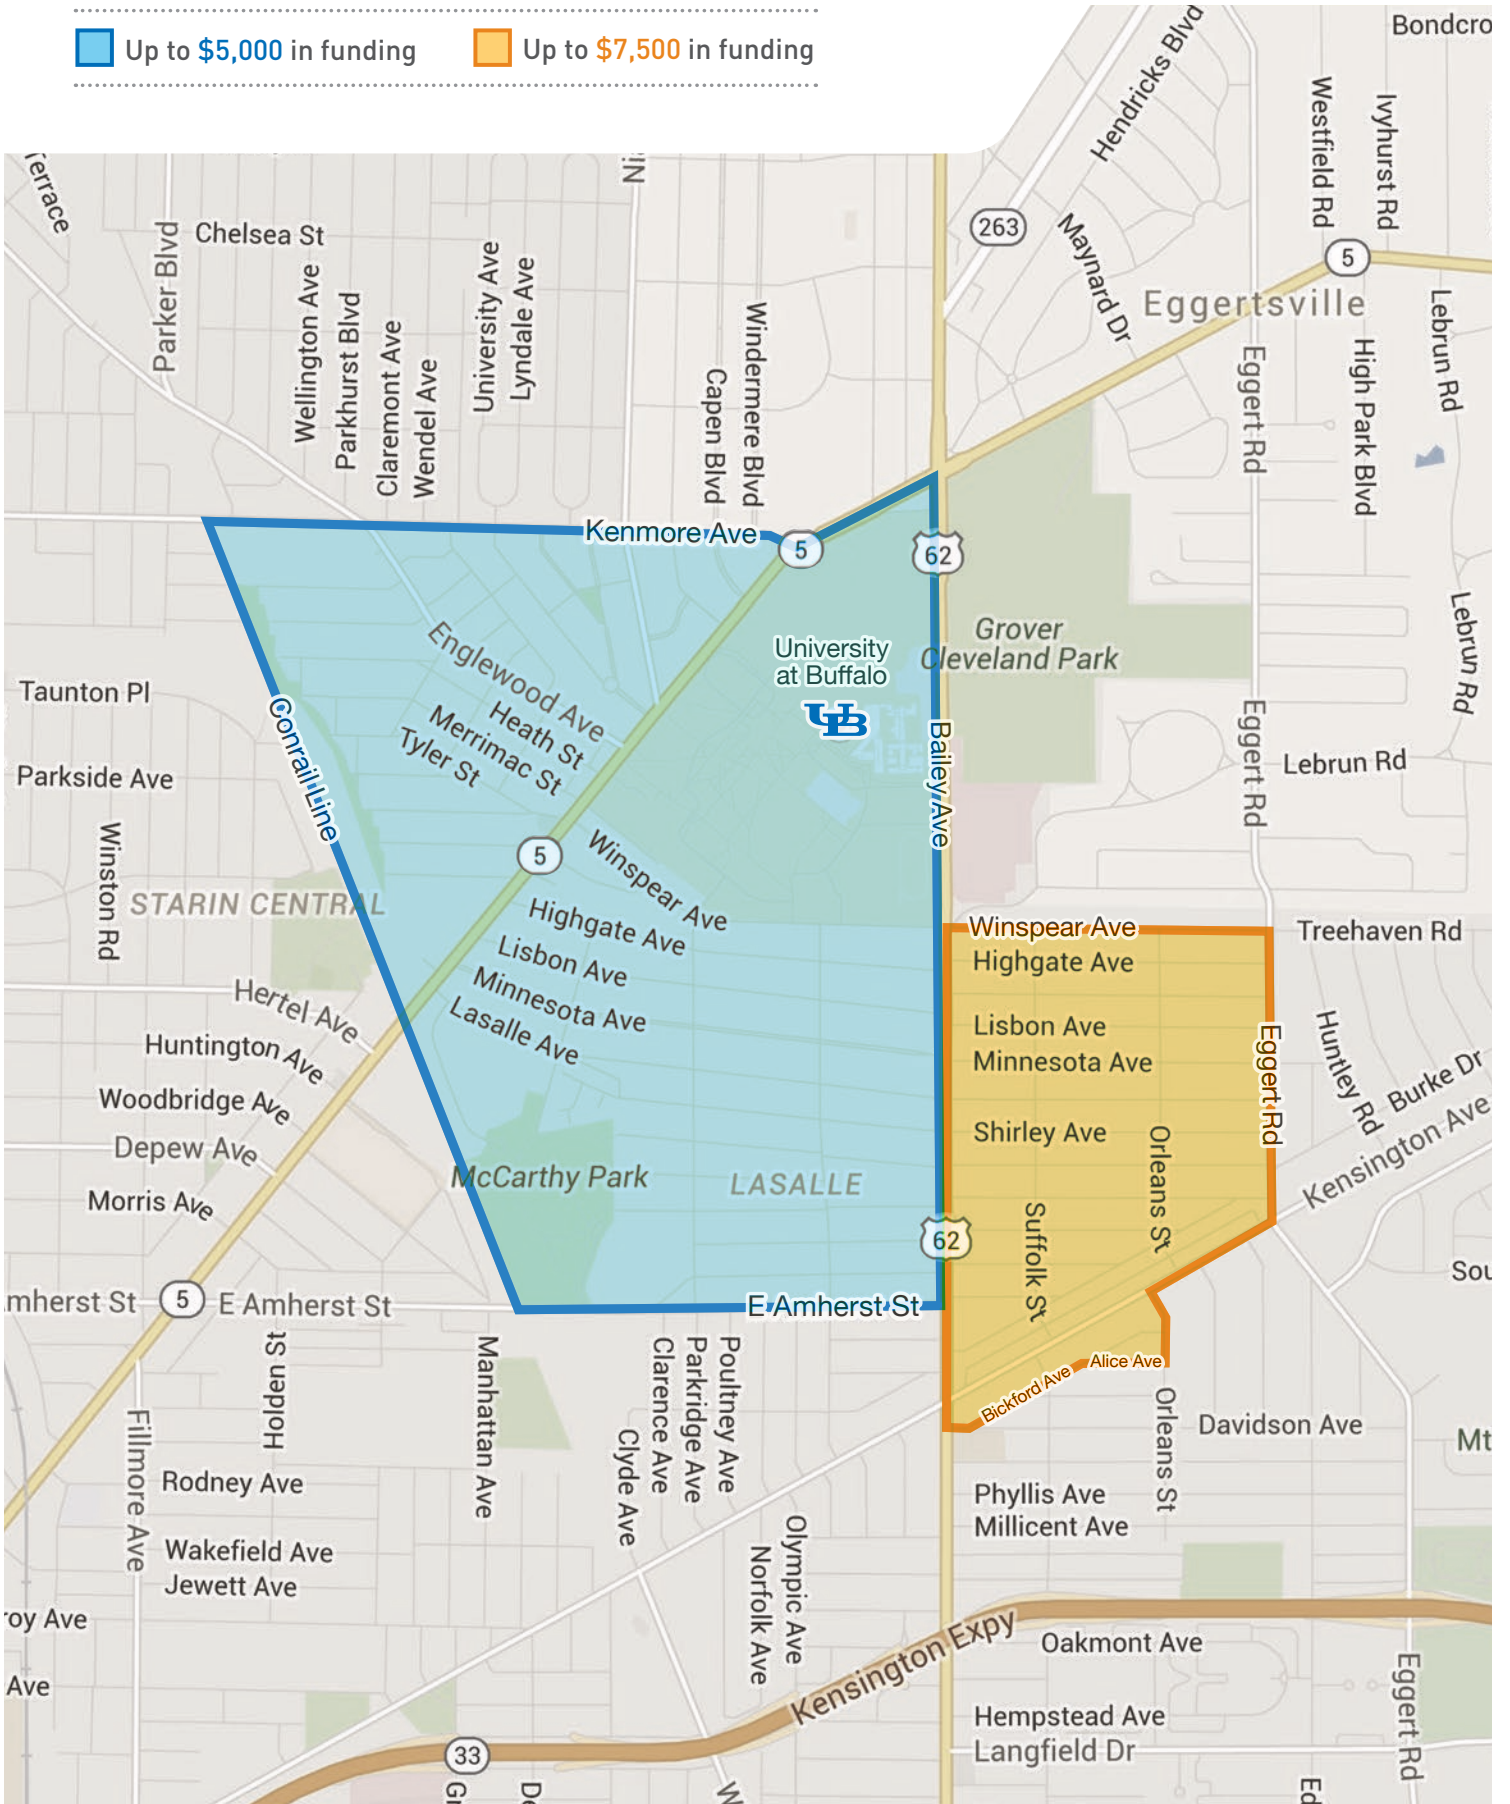 Up to $5,000 in funding
Up to $7,500 in funding
Bondcro
Hendricks Blvd
Westfield Rd
Ivyhurst Rd
Terrace
Parker Blvd
Chelsea St
Wellington Ave
Parkhurst Blvd
Claremont Ave
Wendel Ave
University Ave
Lyndale Ave
Ni
Capen Blvd
Windermere Blvd
263
Maynard Dr
5
Eggertsville
Eggert Rd
High Park Blvd
Lebrun Rd
Kenmore Ave
5
62
University
at Buffalo
UB
Grover
Cleveland Park
Lebrun Rd
Englewood Ave
Heath St
Merrimac St
Tyler St
Taunton Pl
Conrail Line
Bailey Ave
Eggert Rd
Lebrun Rd
Parkside Ave
Winston Rd
STARIN CENTRAL
5
Winspear Ave
Highgate Ave
Lisbon Ave
Minnesota Ave
Lasalle Ave
Winspear Ave
Highgate Ave
Lisbon Ave
Minnesota Ave
Shirley Ave
Orleans St
Suffolk St
Eggert Rd
Treehaven Rd
Huntley Rd
Burke Dr
Kensington Ave
Hertel Ave
Huntington Ave
Woodbridge Ave
Depew Ave
Morris Ave
McCarthy Park
LASALLE
62
Sou
mherst St
5
E Amherst St
E Amherst St
Holden St
Manhattan Ave
Clyde Ave
Clarence Ave
Parkridge Ave
Poultney Ave
Bickford Ave
Alice Ave
Orleans St
Davidson Ave
Mt
Fillmore Ave
Rodney Ave
Wakefield Ave
Jewett Ave
Phyllis Ave
Millicent Ave
Olympic Ave
Norfolk Ave
roy Ave
Ave
Kensington Expy
Oakmont Ave
Hempstead Ave
Langfield Dr
Eggert Rd
33
Gr
De
W
Ed